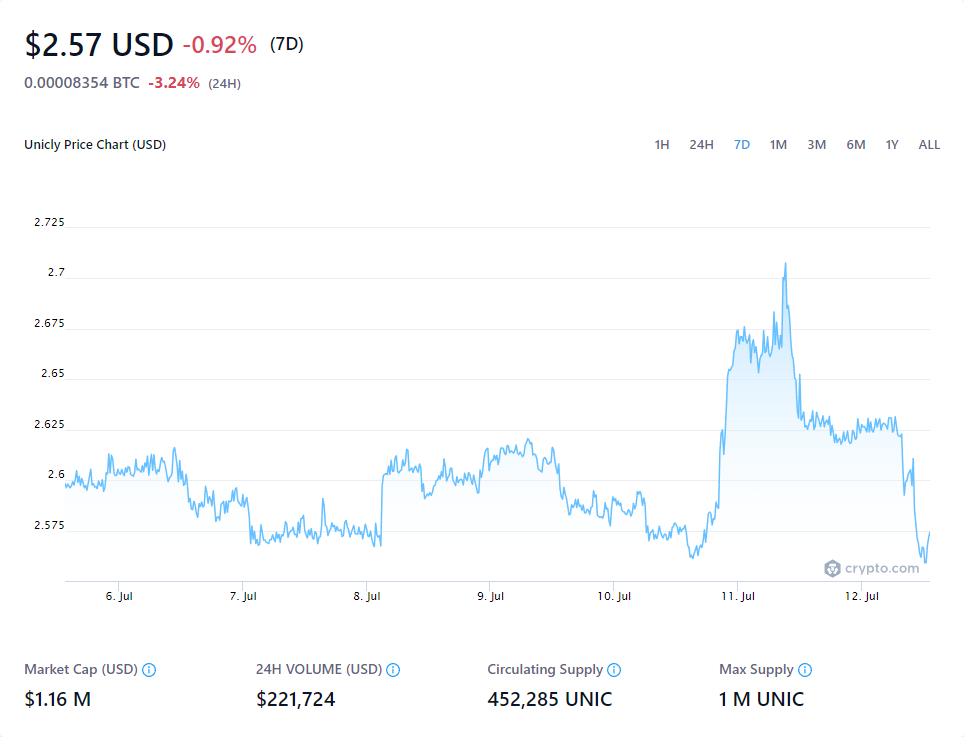 $2.57 USD -0.92% (7D)
0.00008354 BTC -3.24% (24H)
Unicly Price Chart (USD) 1H 24H 7D 1M 3M 6M 1Y ALL
2.725
2.7
2.675
2.65
2.625
2.6
2.575
crypto.com
6. Jul 7. Jul 8. Jul 9. Jul 10. Jul 11. Jul 12. Jul
Market Cap (USD) 24H VOLUME (USD) Circulating Supply Max Supply
$1.16 M $221,724 452,285 UNIC 1 M UNIC